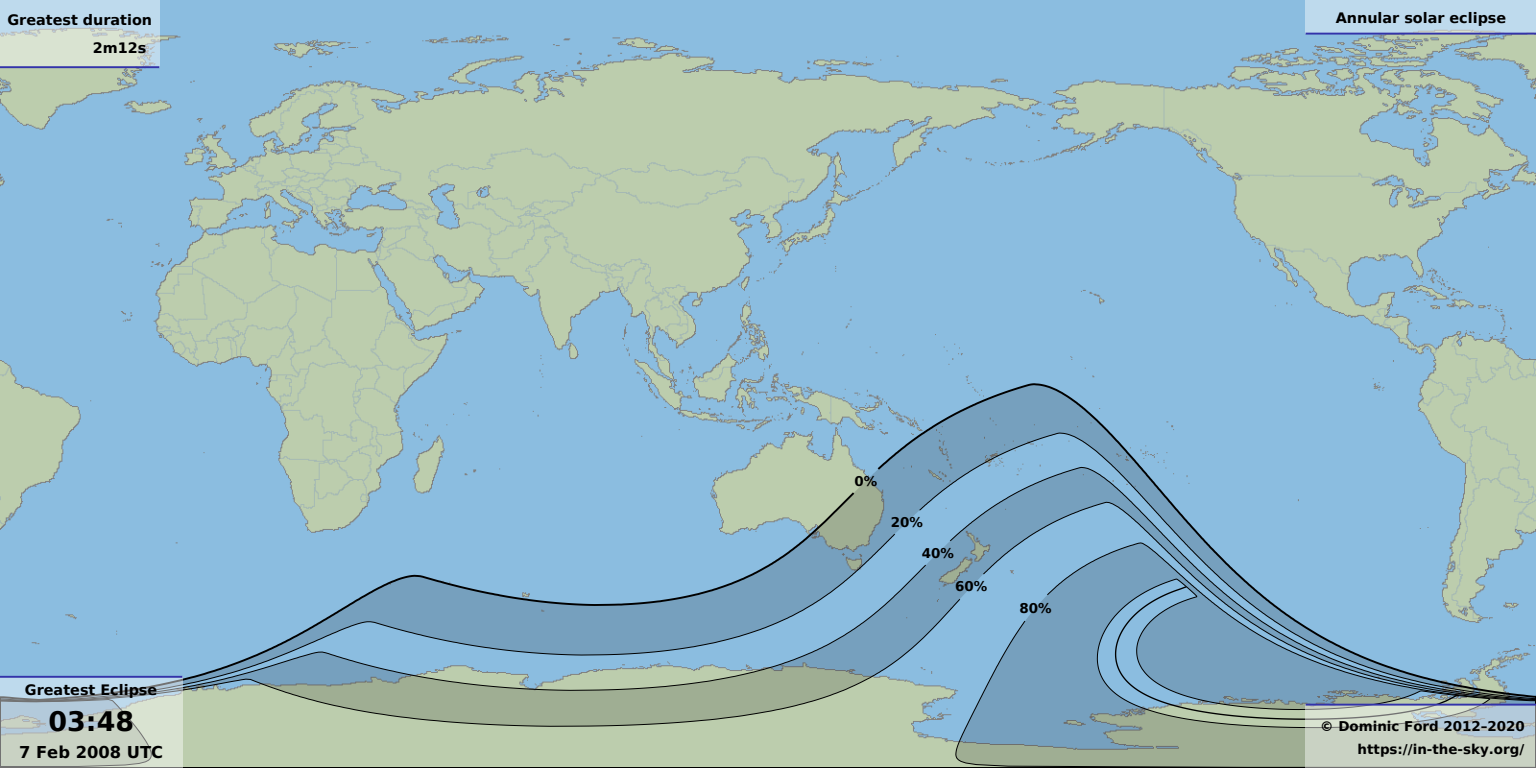 Greatest duration
2m12s
Annular solar eclipse
0%
20%
40%
60%
80%
Greatest Eclipse
03:48
7 Feb 2008 UTC
© Dominic Ford 2012–2020
https://in-the-sky.org/